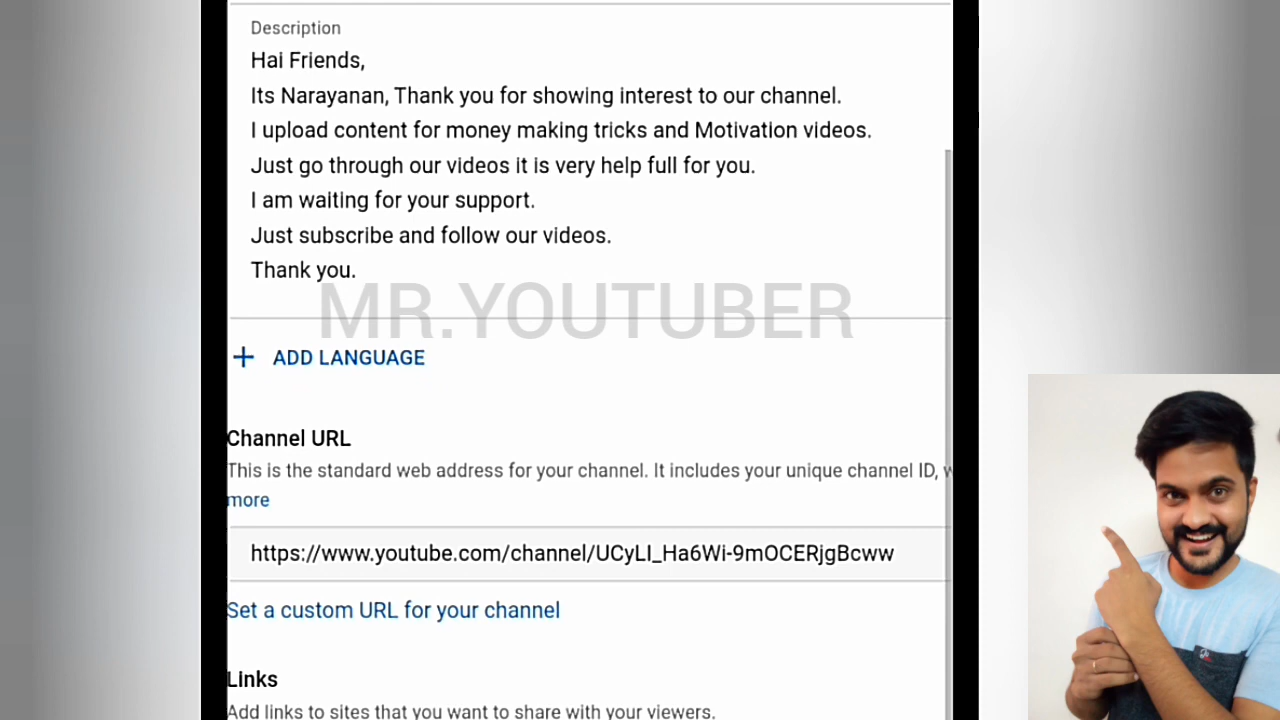 Description
Hai Friends,
Its Narayanan, Thank you for showing interest to our channel.
I upload content for money making tricks and Motivation videos.
Just go through our videos it is very help full for you.
I am waiting for your support.
Just subscribe and follow our videos.
Thank you.
MR.YOUTUBER
+ ADD LANGUAGE
Channel URL
This is the standard web address for your channel. It includes your unique channel ID,
more
https://www.youtube.com/channel/UCyLI_Ha6Wi-9mOCERjgBcww
Set a custom URL for your channel
Links
Add links to sites that you want to share with your viewers.